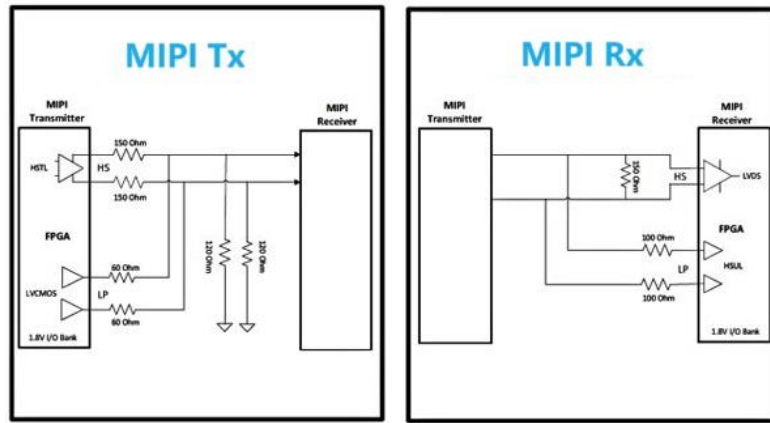 MIPI Tx
MIPI
Transmitter
MIPI
Receiver
150 Ohm
HSTL
HS
150 Ohm
FPGA
120 Ohm
120 Ohm
60 Ohm
LVCMOS
LP
60 Ohm
1.8V I/O Bank
MIPI Rx
MIPI
Transmitter
MIPI
Receiver
150 Ohm
HS
LVDS
100 Ohm
FPGA
HSUL
LP
100 Ohm
1.8V I/O Bank